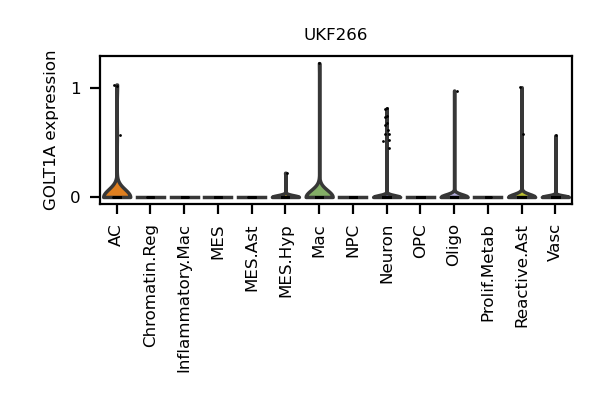 UKF266
GOLT1A expression
1
0
AC
Chromatin.Reg
Inflammatory.Mac
MES
MES.Ast
MES.Hyp
Mac
NPC
Neuron
OPC
Oligo
Prolif.Metab
Reactive.Ast
Vasc